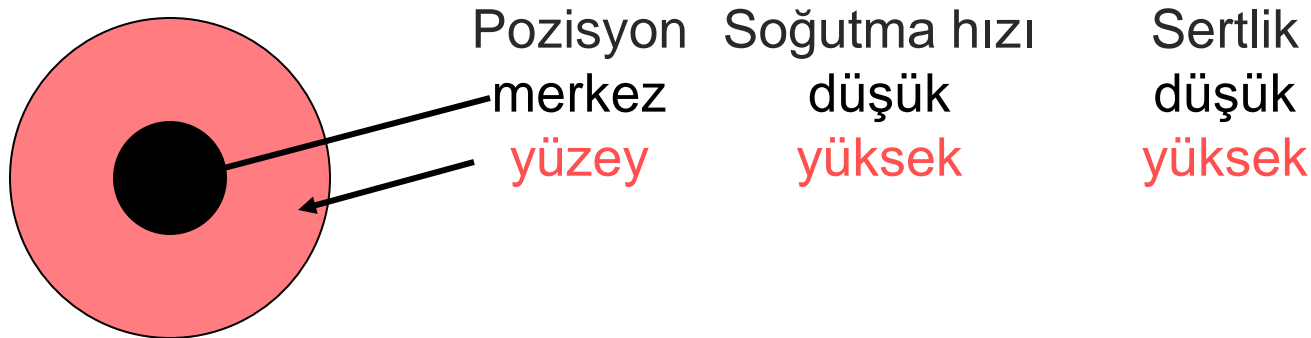 Pozisyon Soğutma hızı Sertlik
merkez düşük düşük
yüzey yüksek yüksek